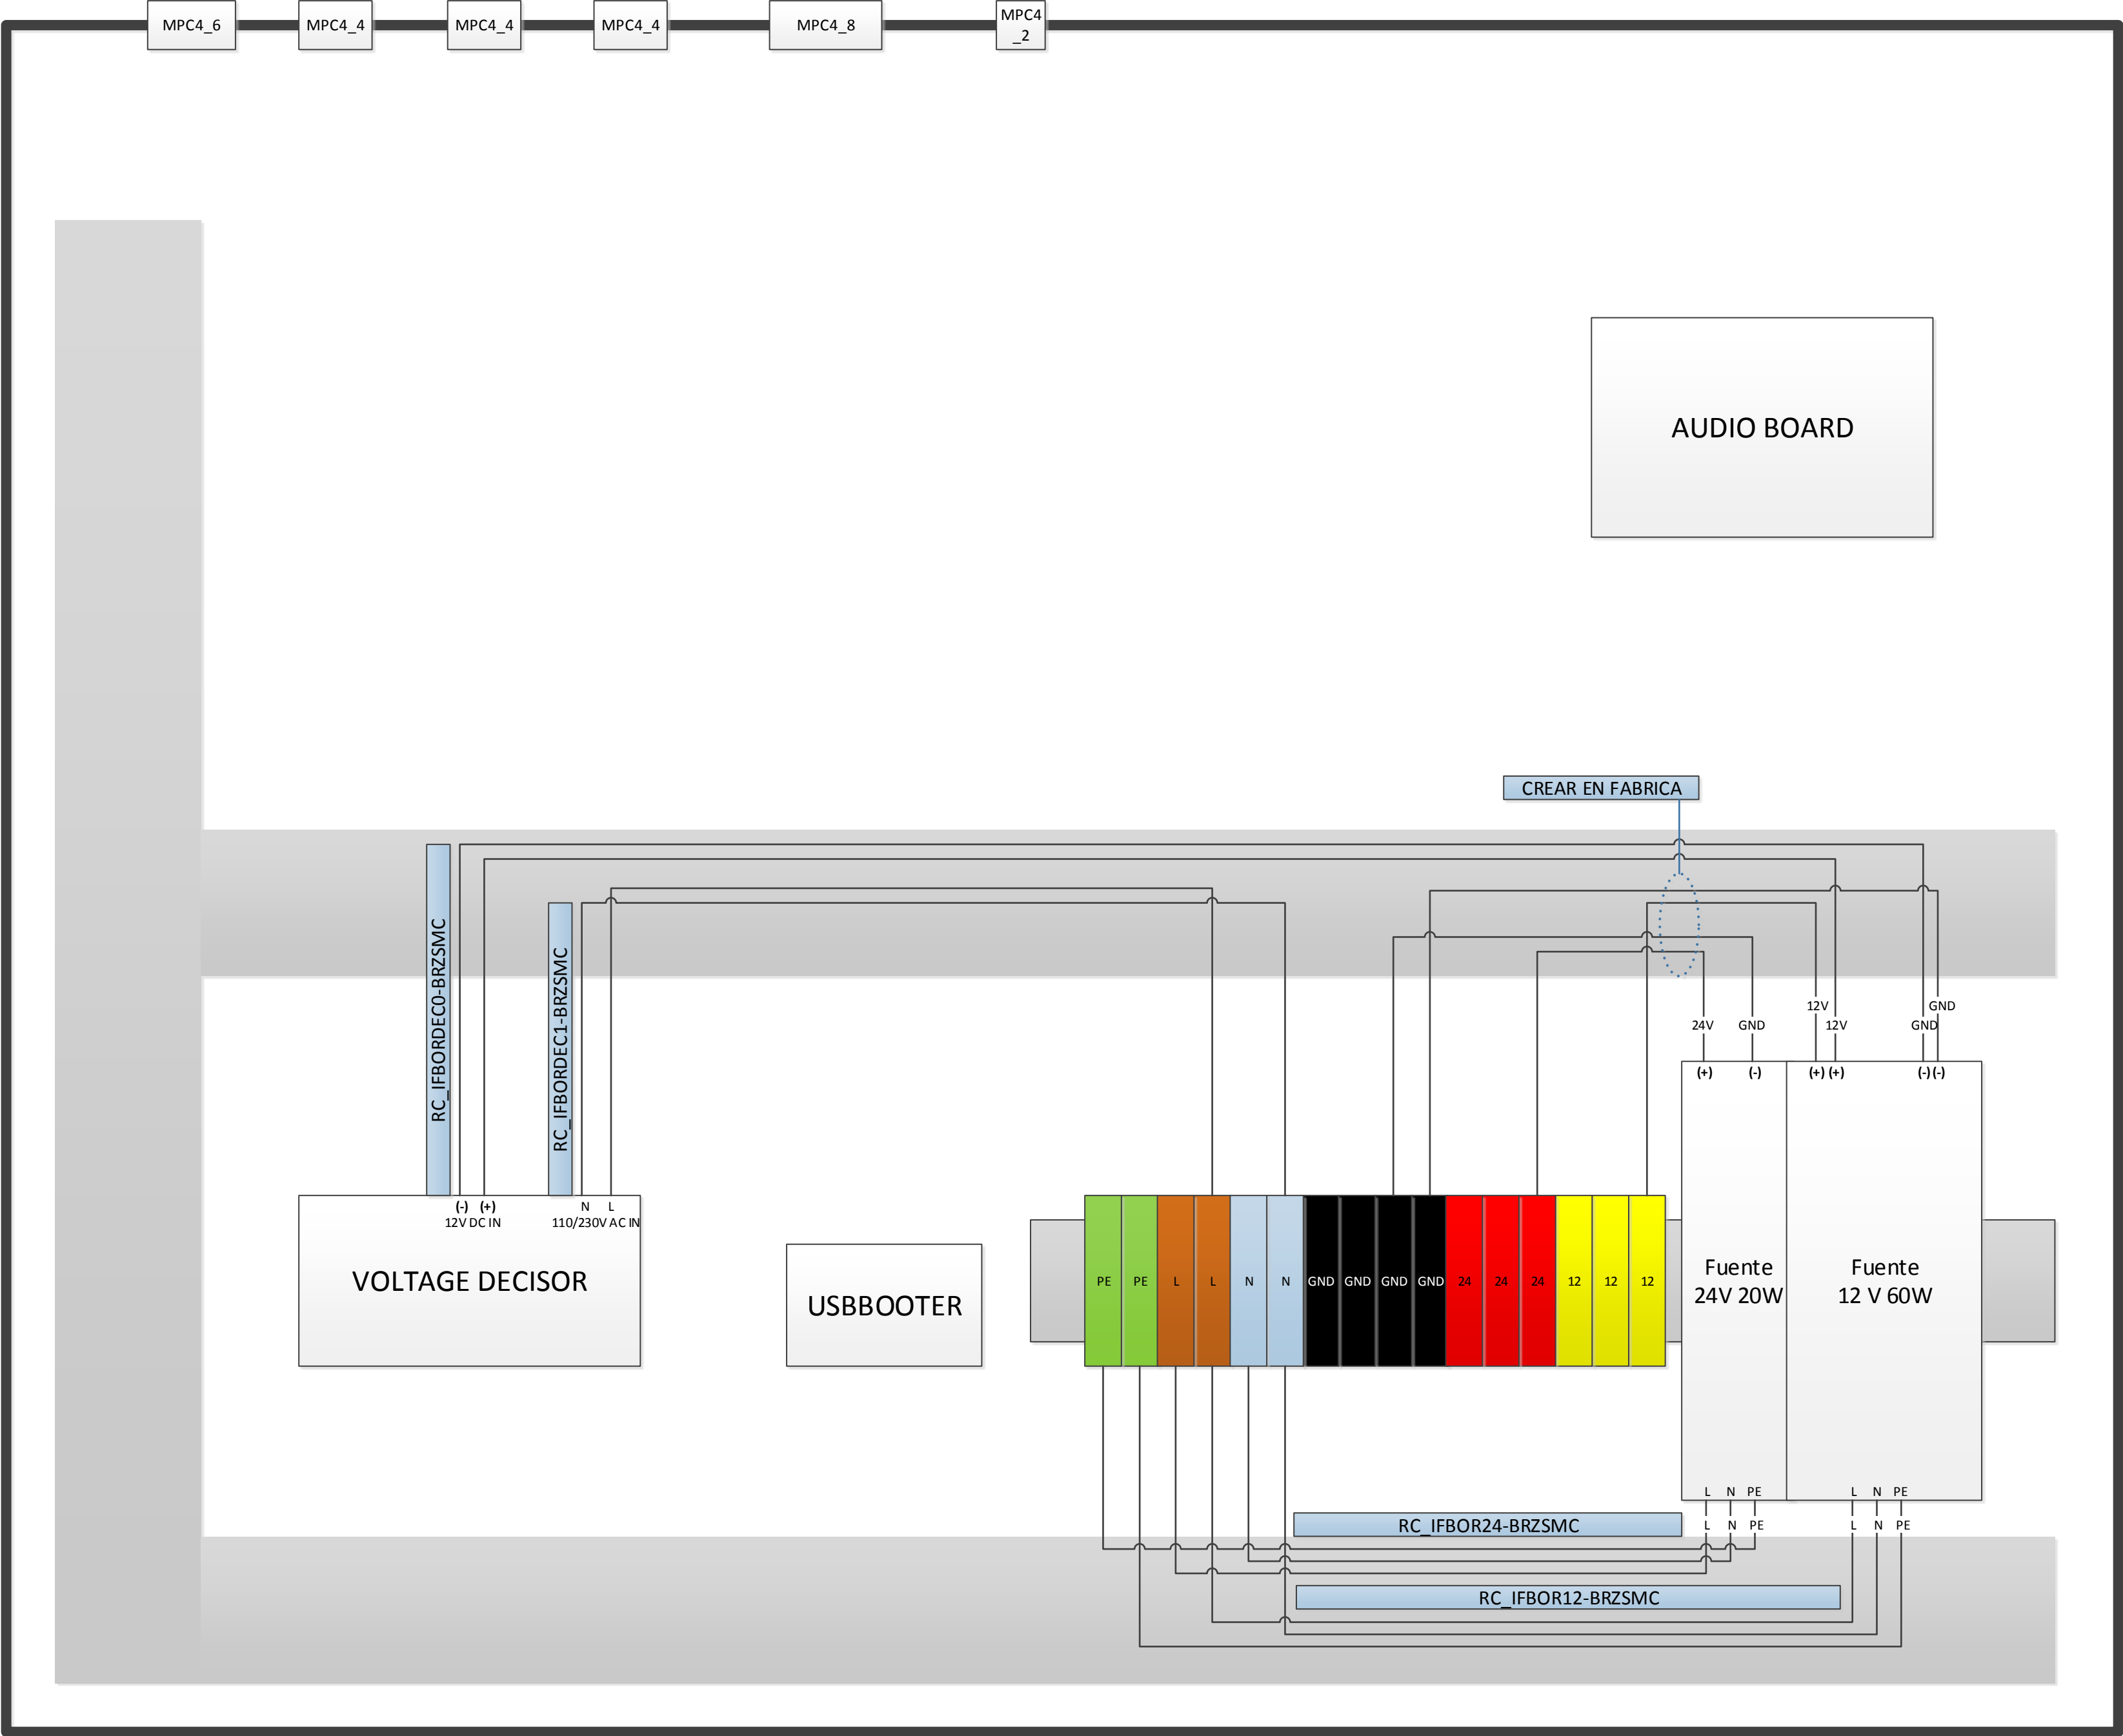 MPC4_6
MPC4_4
MPC4_4
MPC4_4
MPC4_8
MPC4
_2
AUDIO BOARD
CREAR EN FABRICA
RC_IFBORDEC0-BRZSMC
RC_IFBORDEC1-BRZSMC
12V
GND
24V
GND
12V
GND
(+)
(-)
(+)
(+)
(-)
(-)
(-)
(+)
N
L
12V DC IN
110/230V AC IN
VOLTAGE DECISOR
USBBOOTER
PE
PE
L
L
N
N
GND
GND
GND
GND
24
24
24
12
12
12
Fuente
24V 20W
Fuente
12 V 60W
L
N
PE
L
N
PE
RC_IFBOR24-BRZSMC
L
N
PE
L
N
PE
RC_IFBOR12-BRZSMC